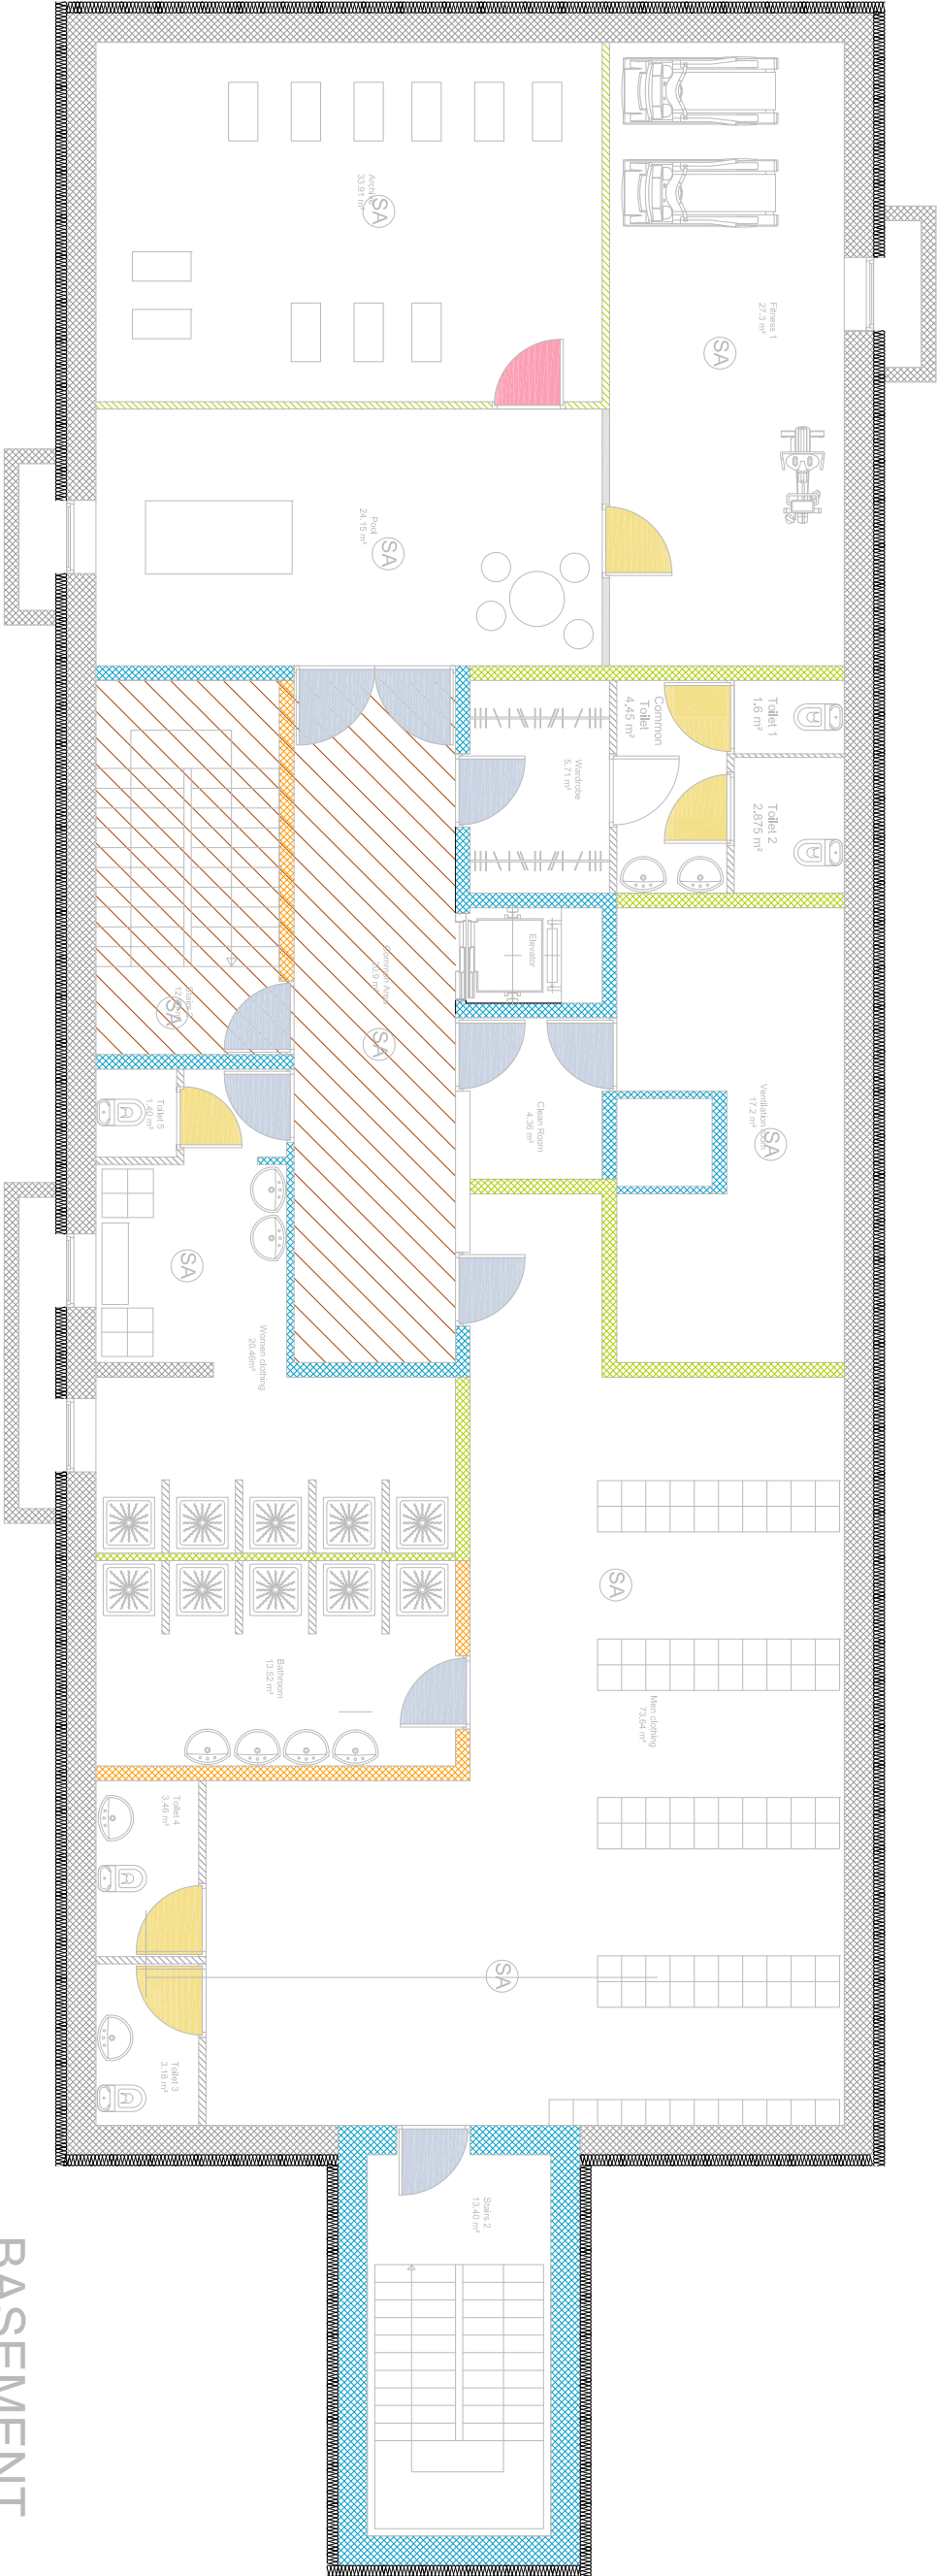 Archive
33.91 m²
SA
Fitness 1
27.3 m²
SA
Pool
24.15 m²
SA
Toilet 1
1.6 m²
Common
Toilet
4.45 m²
Toilet 2
2.875 m²
Wardrobe
5.71 m²
Elevator
Common Area
SA
Stairs
SA
Clean Room
4.36 m²
Ventilation room
17.2 m²
SA
Toilet 5
1.40 m²
SA
Women clothing
20.46m²
SA
Men clothing
73.64 m²
Bathroom
13.52 m²
Toilet 4
3.46 m²
SA
Toilet 3
3.18 m²
Stairs 2
13.40 m²
BASEMENT